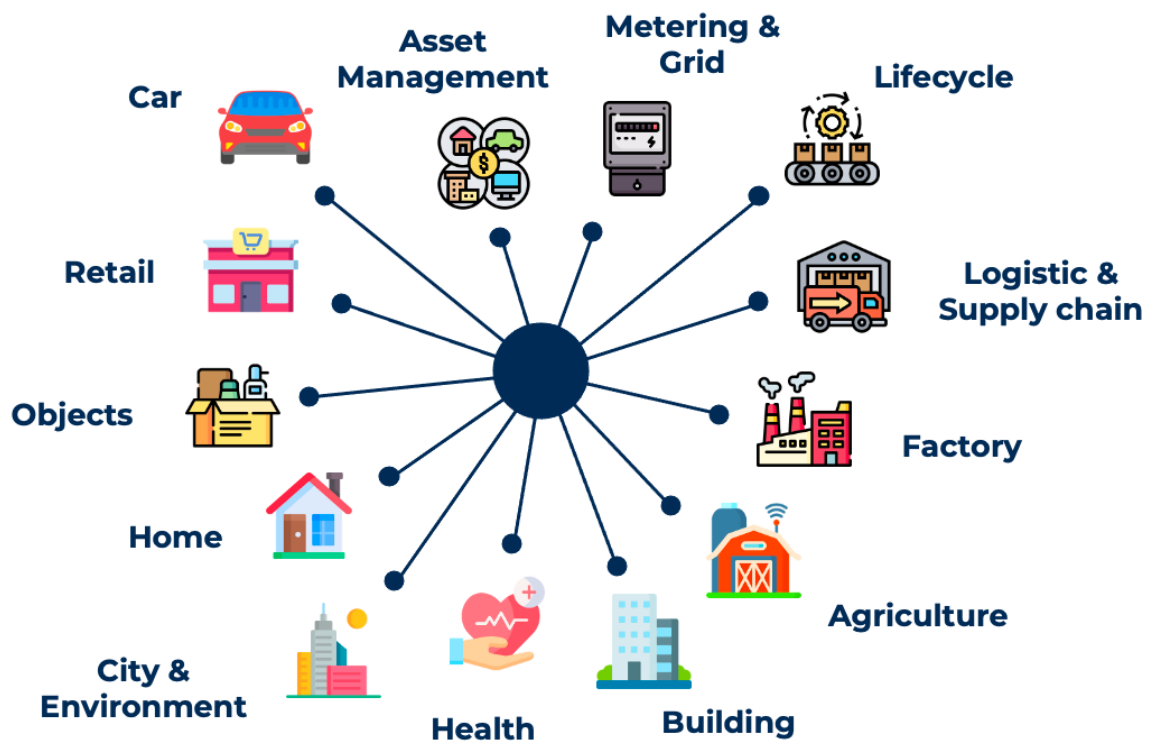 Metering &
Grid
Asset
Management
Lifecycle
Car
Retail
Logistic &
Supply chain
Objects
Factory
Home
Agriculture
City &
Environment
Health
Building